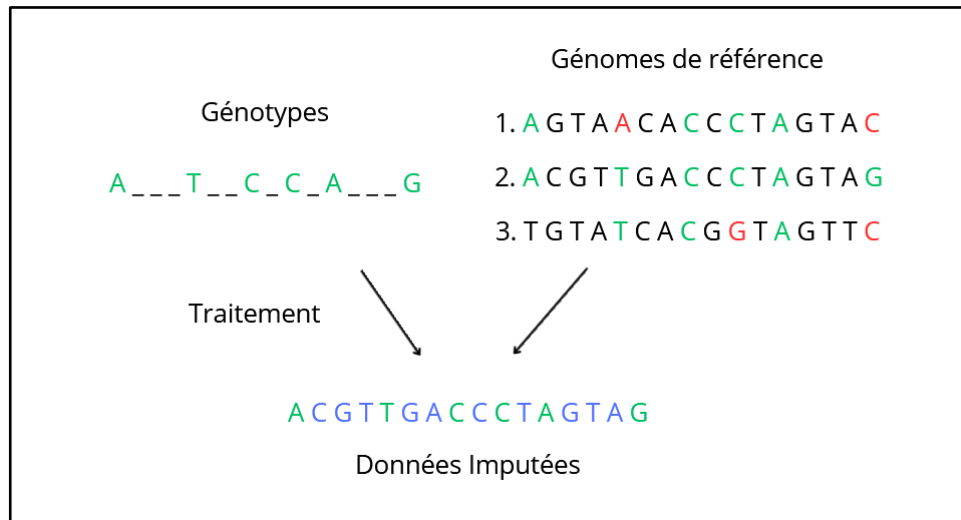 Génomes de référence
Génotypes
1. A G T A A C A C C C T A G T A C
A _ _ _ T _ _ C _ C _ A _ _ _ G
2. A C G T T G A C C C T A G T A G
3. T G T A T C A C G G T A G T T C
Traitement
A C G T T G A C C C T A G T A G
Données Imputées